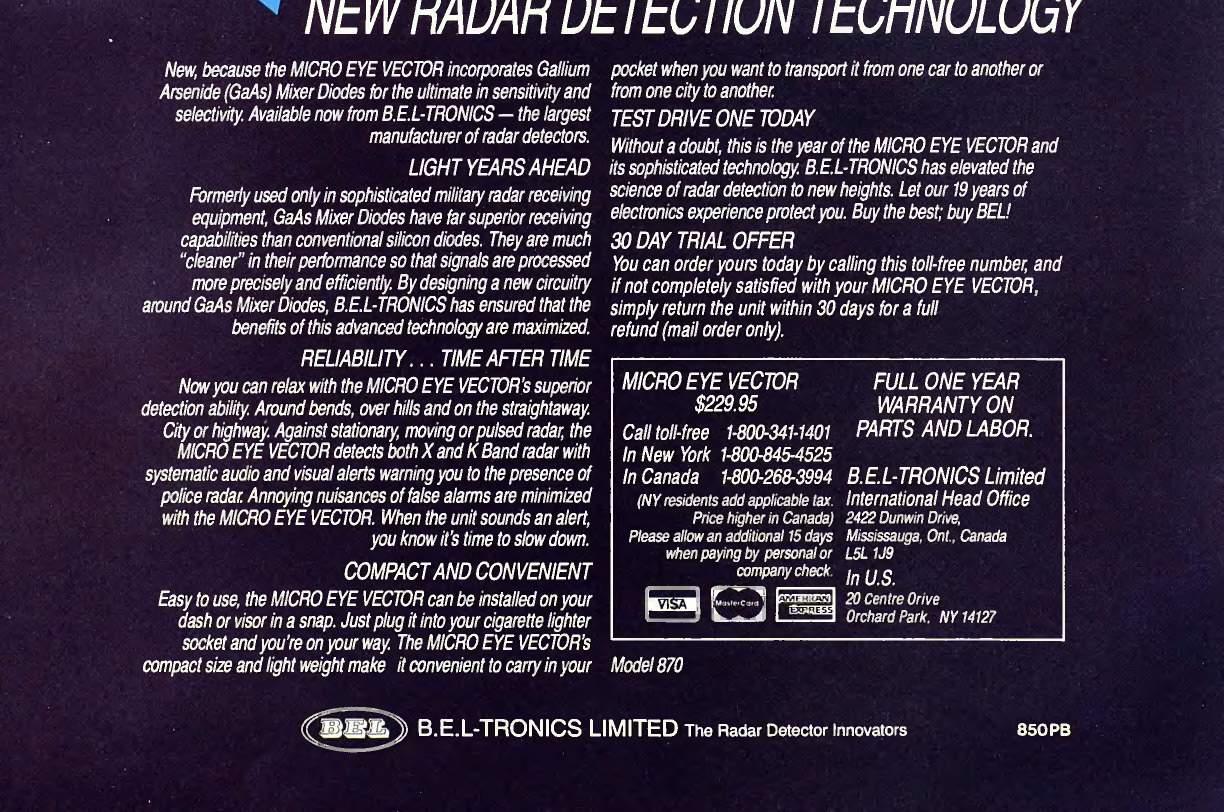 NEW RADAR DETECTION TECHNOLOGY
New, because the MICRO EYE VECTOR incorporates Gallium
Arsenide (GaAs) Mixer Diodes for the ultimate in sensitivity and
selectivity. Available now from B.E.L-TRONICS — the largest
manufacturer of radar detectors.
LIGHT YEARS AHEAD
Formerly used only in sophisticated military radar receiving
equipment, GaAs Mixer Diodes have far superior receiving
capabilities than conventional silicon diodes. They are much
"cleaner" in their performance so that signals are processed
more precisely and efficiently. By designing a new circuitry
around GaAs Mixer Diodes, B.E.L-TRONICS has ensured that the
benefits of this advanced technology are maximized.
RELIABILITY . . . TIME AFTER TIME
Now you can relax with the MICRO EYE VECTOR's superior
detection ability. Around bends, over hills and on the straightaway.
City or highway. Against stationary, moving or pulsed radar, the
MICRO EYE VECTOR detects both X and K Band radar with
systematic audio and visual alerts warning you to the presence of
police radar. Annoying nuisances of false alarms are minimized
with the MICRO EYE VECTOR. When the unit sounds an alert,
you know it's time to slow down.
COMPACT AND CONVENIENT
Easy to use, the MICRO EYE VECTOR can be installed on your
dash or visor in a snap. Just plug it into your cigarette lighter
socket and you're on your way. The MICRO EYE VECTOR's
compact size and light weight make it convenient to carry in your
pocket when you want to transport it from one car to another or
from one city to another.
TEST DRIVE ONE TODAY
Without a doubt, this is the year of the MICRO EYE VECTOR and
its sophisticated technology. B.E.L-TRONICS has elevated the
science of radar detection to new heights. Let our 19 years of
electronics experience protect you. Buy the best; buy BEL!
30 DAY TRIAL OFFER
You can order yours today by calling this toll-free number, and
if not completely satisfied with your MICRO EYE VECTOR,
simply return the unit within 30 days for a full
refund (mail order only).
MICRO EYE VECTOR
$229.95
Call toll-free 1-800-341-1401
In New York 1-800-845-4525
In Canada 1-800-268-3994
(NY residents add applicable tax.
Price higher in Canada)
Please allow an additional 15 days
when paying by personal or
company check.
VISA
MasterCard
AMERICAN
EXPRESS
FULL ONE YEAR
WARRANTY ON
PARTS AND LABOR.
B.E.L-TRONICS Limited
International Head Office
2422 Dunwin Drive,
Mississauga, Ont., Canada
L5L 1J9
In U.S.
20 Centre Drive
Orchard Park, NY 14127
Model 870
BEL
B.E.L-TRONICS LIMITED The Radar Detector Innovators
850PB